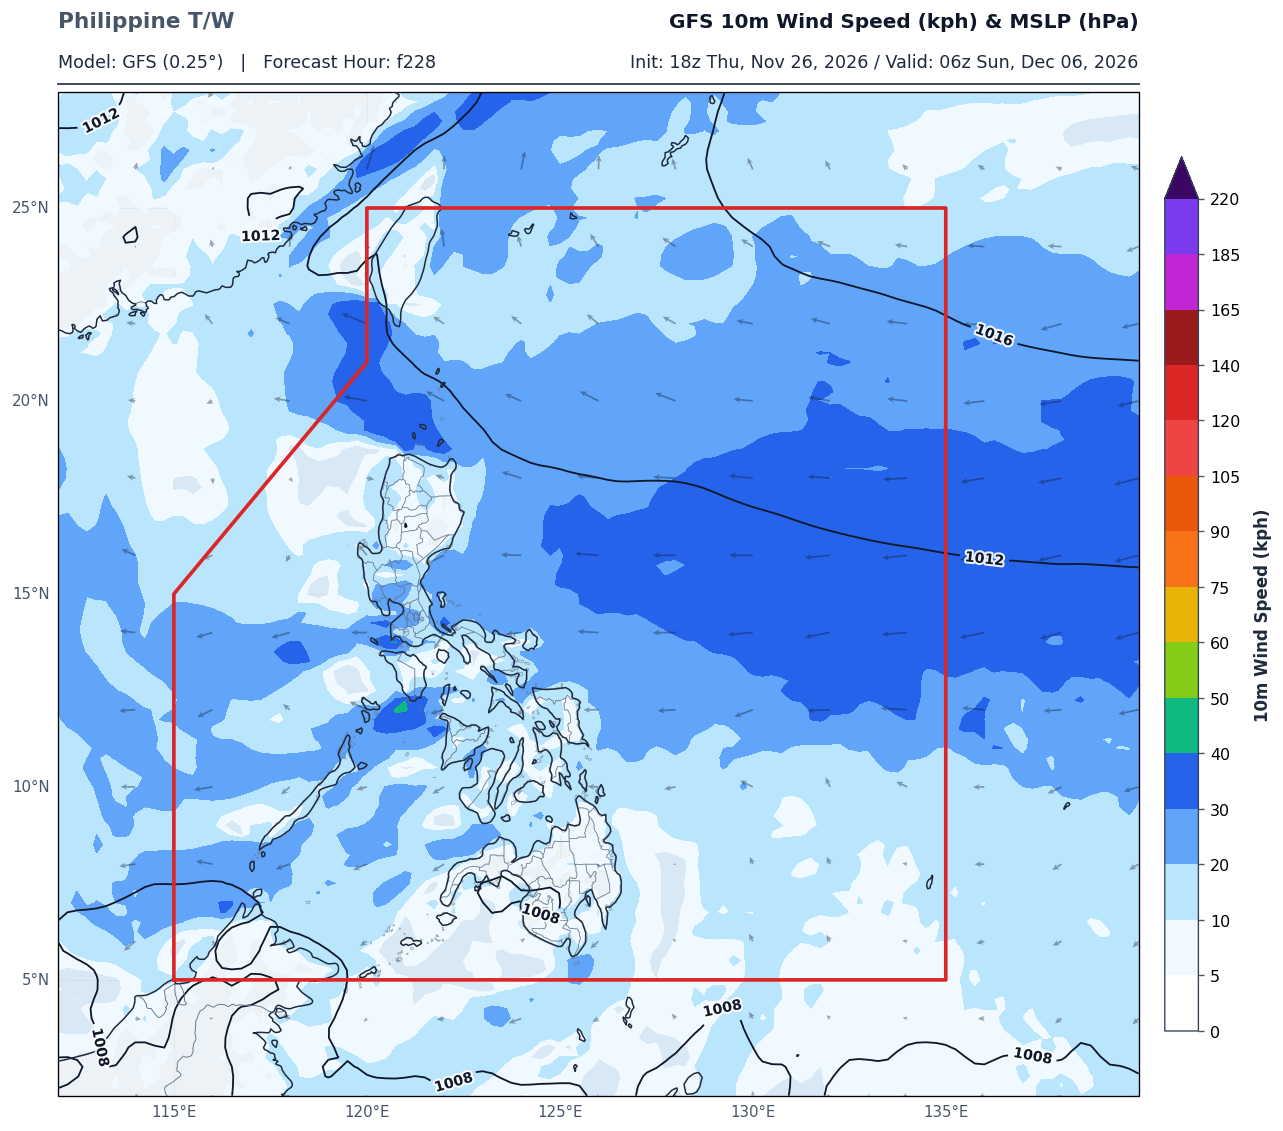 Philippine T/W
GFS 10m Wind Speed (kph) & MSLP (hPa)
Model: GFS (0.25°)   |   Forecast Hour: f228
Init: 18z Thu, Nov 26, 2026 / Valid: 06z Sun, Dec 06, 2026
1012
1012
1016
1012
1008
1008
1008
1008
1008
25°N
20°N
15°N
10°N
5°N
115°E
120°E
125°E
130°E
135°E
220
185
165
140
120
105
90
75
60
50
40
30
20
10
5
0
10m Wind Speed (kph)